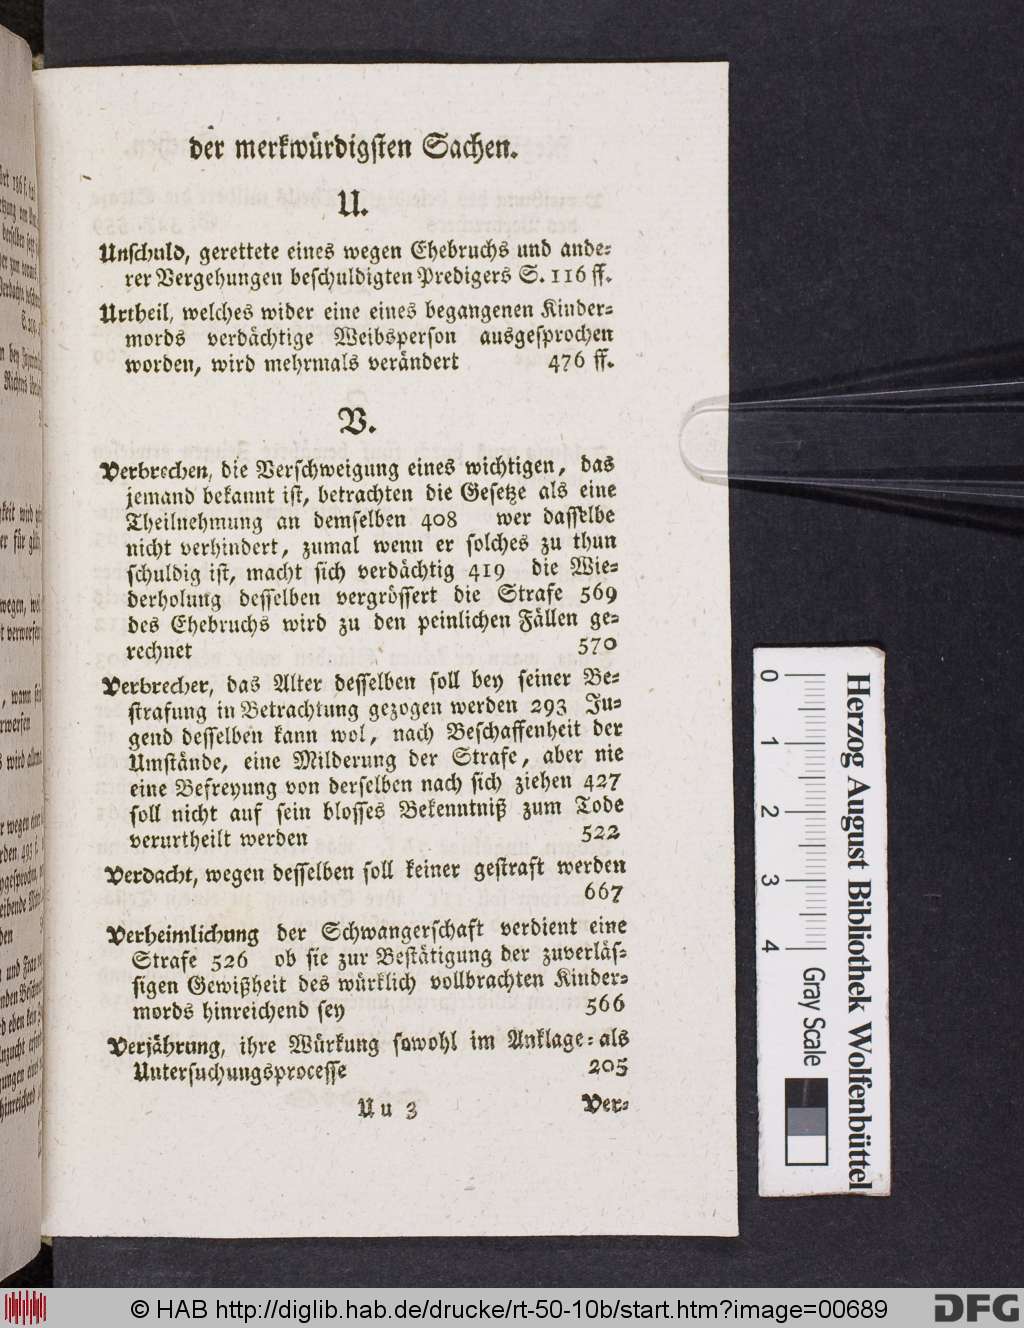 der merkwürdigsten Sachen.
U.
Unschuld, gerettete eines wegen Ehebruchs und ande-
rer Vergehungen beschuldigten Predigers S. 116 ff.
Urtheil, welches wider eine eines begangenen Kinder-
mords verdächtige Weibsperson ausgesprochen
worden, wird mehrmals verändert 476 ff.
V.
Verbrechen, die Verschweigung eines wichtigen, das
jemand bekannt ist, betrachten die Gesetze als eine
Theilnehmung an demselben 408 wer dasselbe
nicht verhindert, zumal wenn er solches zu thun
schuldig ist, macht sich verdächtig 419 die Wie-
derholung desselben vergrössert die Strafe 569
des Ehebruchs wird zu den peinlichen Fällen ge-
rechnet 570
Verbrecher, das Alter desselben soll bey seiner Be-
strafung in Betrachtung gezogen werden 293 Ju-
gend desselben kann wol, nach Beschaffenheit der
Umstände, eine Milderung der Strafe, aber nie
eine Befreyung von derselben nach sich ziehen 427
soll nicht auf sein blosses Bekenntniß zum Tode
verurtheilt werden 522
Verdacht, wegen desselben soll keiner gestraft werden
667
Verheimlichung der Schwangerschaft verdient eine
Strafe 526 ob sie zur Bestätigung der zuverläs-
sigen Gewißheit des würklich vollbrachten Kinder-
mords hinreichend sey 566
Verjährung, ihre Würkung sowohl im Anklage- als
Untersuchungsprocesse 205
Uu 3 Ver-
0 1 2 3 4
Gray Scale
Herzog August Bibliothek Wolfenbüttel
© HAB http://diglib.hab.de/drucke/rt-50-10b/start.htm?image=00689
DFG